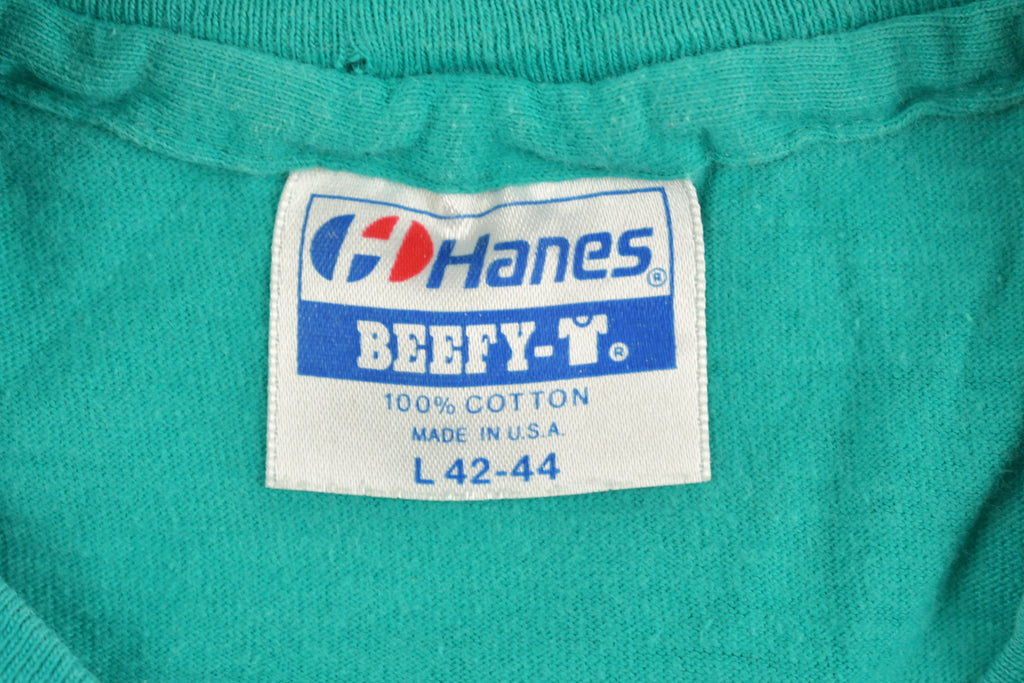 Hanes®
BEEFY-T®
100% COTTON
MADE IN U.S.A.
L 42-44